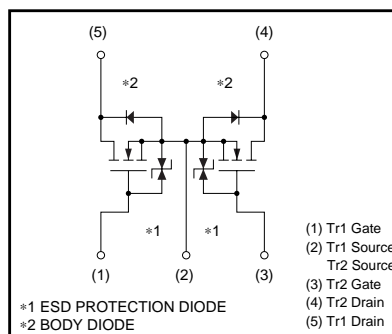 (5) (4)
∗2 ∗2
∗1 ∗1
(1) (2) (3)
∗1 ESD PROTECTION DIODE
∗2 BODY DIODE
(1) Tr1 Gate
(2) Tr1 Source
Tr2 Source
(3) Tr2 Gate
(4) Tr2 Drain
(5) Tr1 Drain